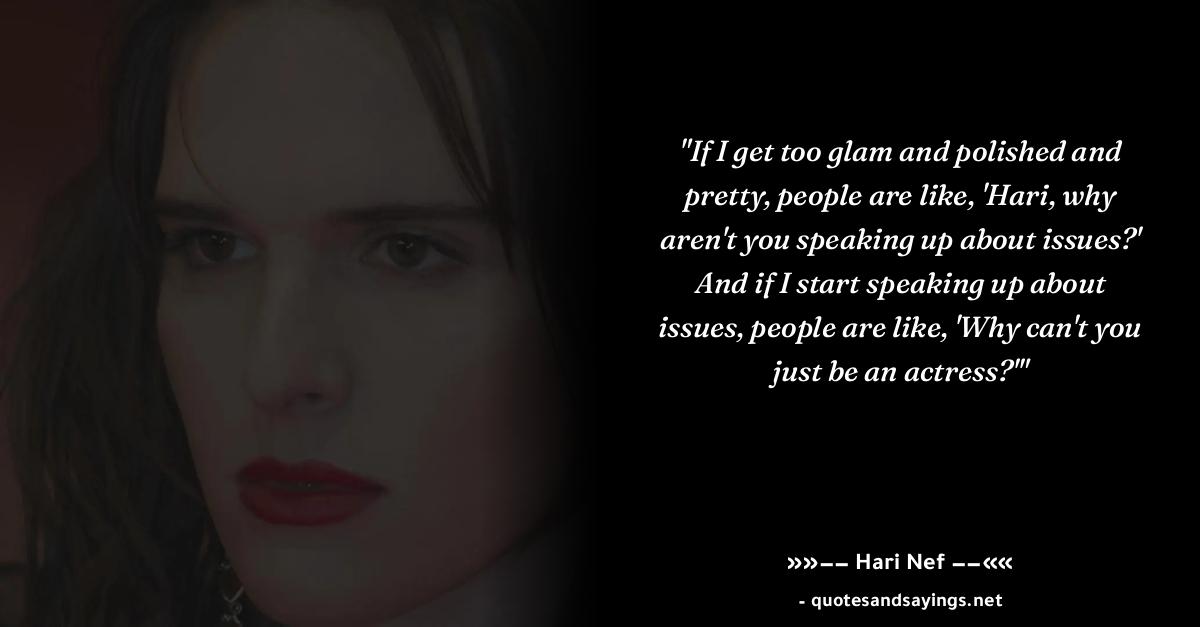 "If I get too glam and polished and
pretty, people are like, 'Hari, why
aren't you speaking up about issues?'
And if I start speaking up about
issues, people are like, 'Why can't you
just be an actress?'"
»»–– Hari Nef ––««
- quotesandsayings.net